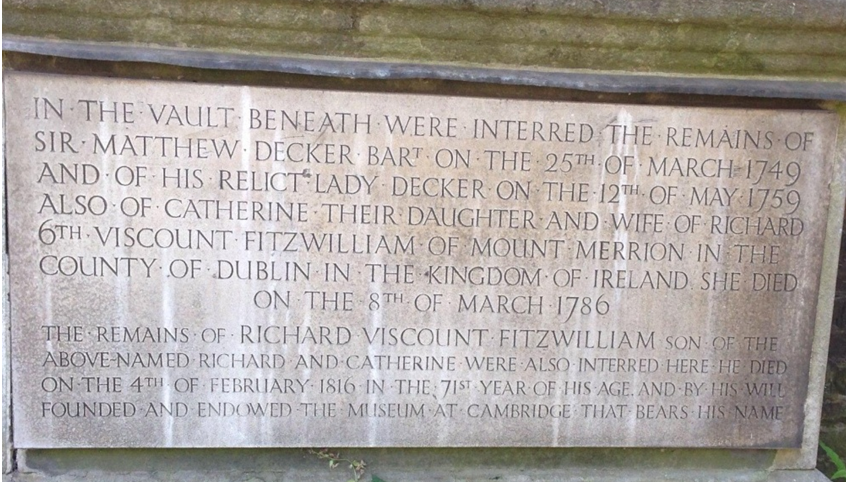 IN·THE·VAULT·BENEATH·WERE·INTERRED·THE·REMAINS·OF
SIR·MATTHEW·DECKER·BART·ON·THE·25TH·OF·MARCH·1749
AND·OF·HIS·RELICT·LADY·DECKER·ON·THE·12TH·OF·MAY·1759
ALSO·OF·CATHERINE·THEIR·DAUGHTER·AND·WIFE·OF·RICHARD
6TH·VISCOUNT·FITZWILLIAM·OF·MOUNT·MERRION·IN·THE
COUNTY·OF·DUBLIN·IN·THE·KINGDOM·OF·IRELAND·SHE·DIED
ON·THE·8TH·OF·MARCH·1786
THE·REMAINS·OF·RICHARD·VISCOUNT·FITZWILLIAM·SON·OF·THE
ABOVE·NAMED·RICHARD·AND·CATHERINE·WERE·ALSO·INTERRED·HERE·HE·DIED
ON·THE·4TH·OF·FEBRUARY·1816·IN·THE·71ST·YEAR·OF·HIS·AGE·AND·BY·HIS·WILL
FOUNDED·AND·ENDOWED·THE·MUSEUM·AT·CAMBRIDGE·THAT·BEARS·HIS·NAME